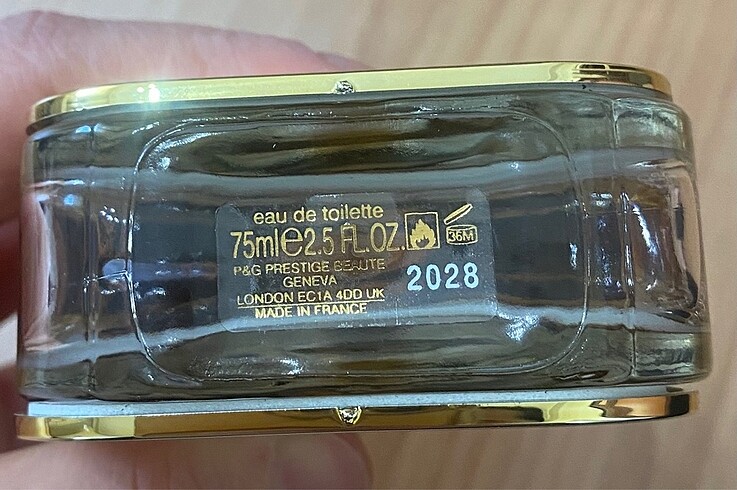 eau de toilette
75ml℮2.5 FL.OZ.
36M
P&G PRESTIGE BEAUTE
GENEVA
2028
LONDON EC1A 4DD UK
MADE IN FRANCE